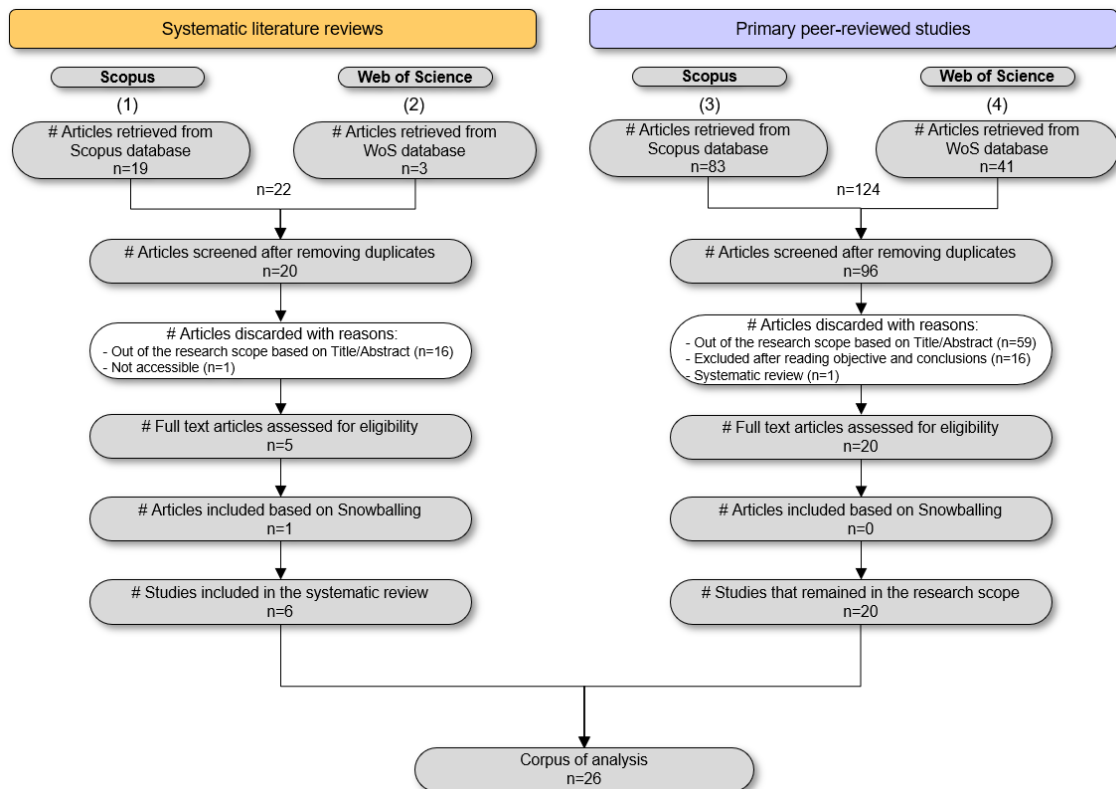 Systematic literature reviews
Scopus
Web of Science
(1)
(2)
# Articles retrieved from
Scopus database
n=19
# Articles retrieved from
WoS database
n=3
n=22
# Articles screened after removing duplicates
n=20
# Articles discarded with reasons:
- Out of the research scope based on Title/Abstract (n=16)
- Not accessible (n=1)
# Full text articles assessed for eligibility
n=5
# Articles included based on Snowballing
n=1
# Studies included in the systematic review
n=6
Primary peer-reviewed studies
Scopus
Web of Science
(3)
(4)
# Articles retrieved from
Scopus database
n=83
# Articles retrieved from
WoS database
n=41
n=124
# Articles screened after removing duplicates
n=96
# Articles discarded with reasons:
- Out of the research scope based on Title/Abstract (n=59)
- Excluded after reading objective and conclusions (n=16)
- Systematic review (n=1)
# Full text articles assessed for eligibility
n=20
# Articles included based on Snowballing
n=0
# Studies that remained in the research scope
n=20
Corpus of analysis
n=26